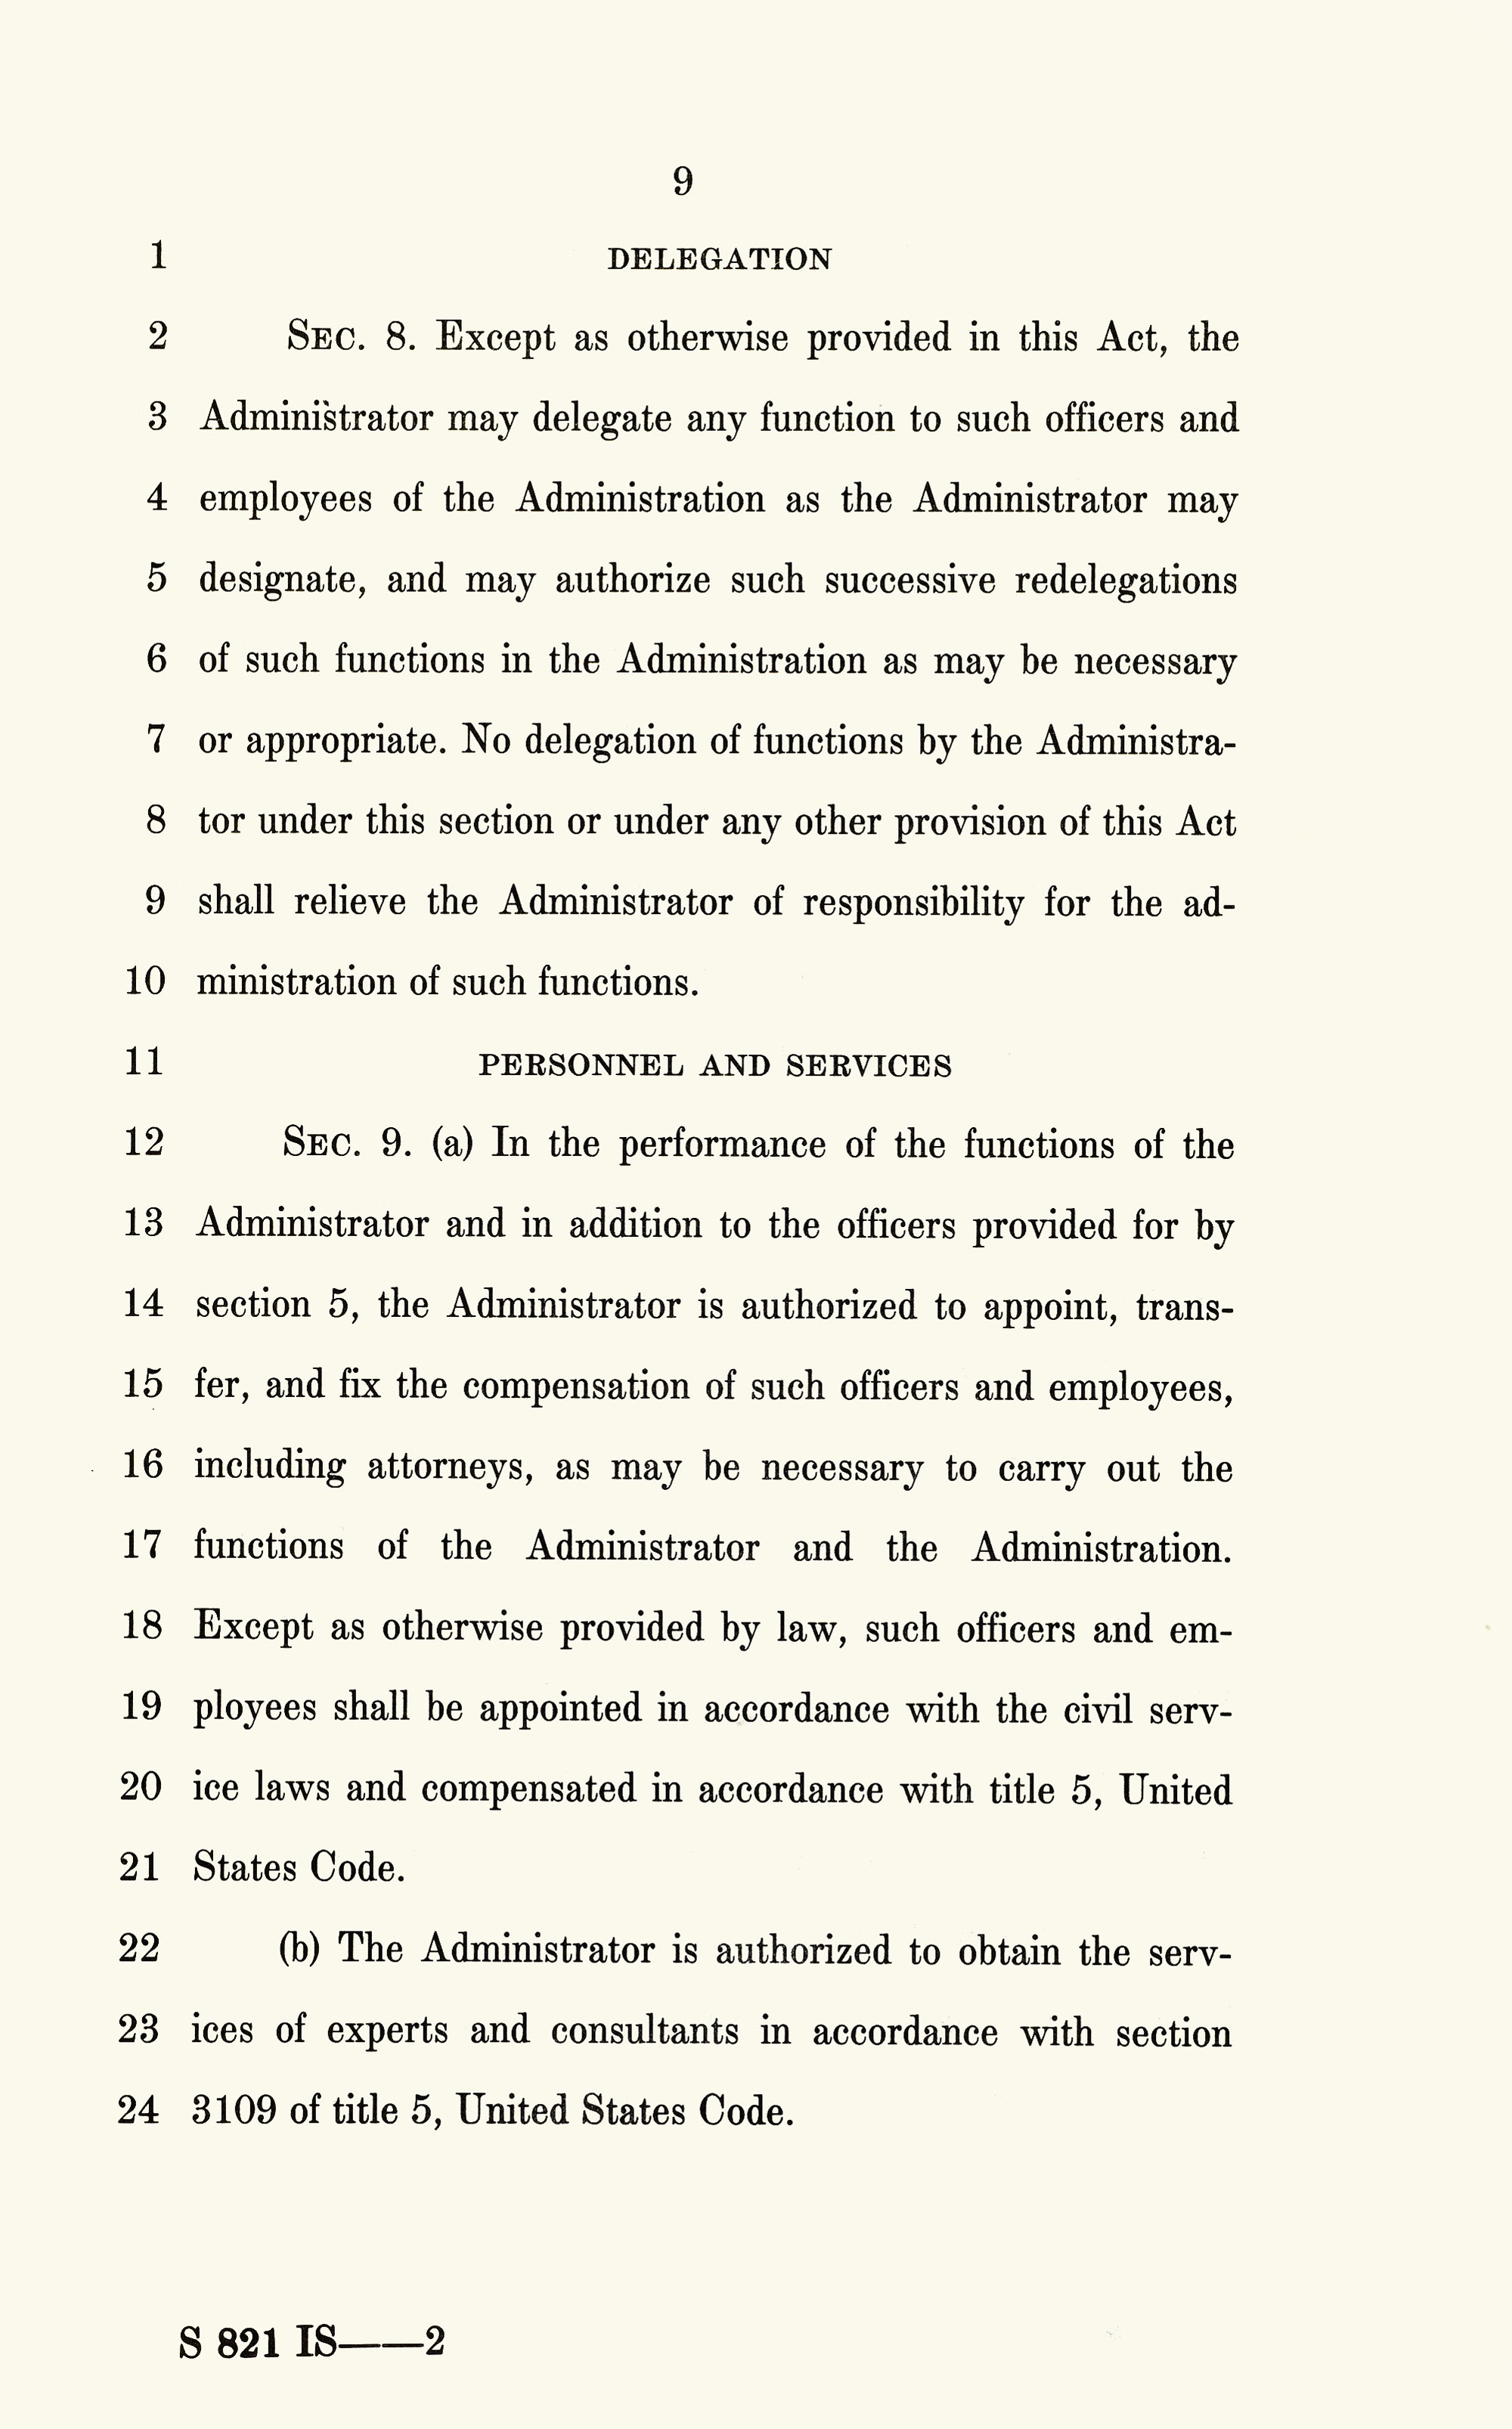 9
1 DELEGATION
2 SEC. 8. Except as otherwise provided in this Act, the
3 Administrator may delegate any function to such officers and
4 employees of the Administration as the Administrator may
5 designate, and may authorize such successive redelegations
6 of such functions in the Administration as may be necessary
7 or appropriate. No delegation of functions by the Administra-
8 tor under this section or under any other provision of this Act
9 shall relieve the Administrator of responsibility for the ad-
10 ministration of such functions.
11 PERSONNEL AND SERVICES
12 SEC. 9. (a) In the performance of the functions of the
13 Administrator and in addition to the officers provided for by
14 section 5, the Administrator is authorized to appoint, trans-
15 fer, and fix the compensation of such officers and employees,
16 including attorneys, as may be necessary to carry out the
17 functions of the Administrator and the Administration.
18 Except as otherwise provided by law, such officers and em-
19 ployees shall be appointed in accordance with the civil serv-
20 ice laws and compensated in accordance with title 5, United
21 States Code.
22 (b) The Administrator is authorized to obtain the serv-
23 ices of experts and consultants in accordance with section
24 3109 of title 5, United States Code.
S 821 IS——2